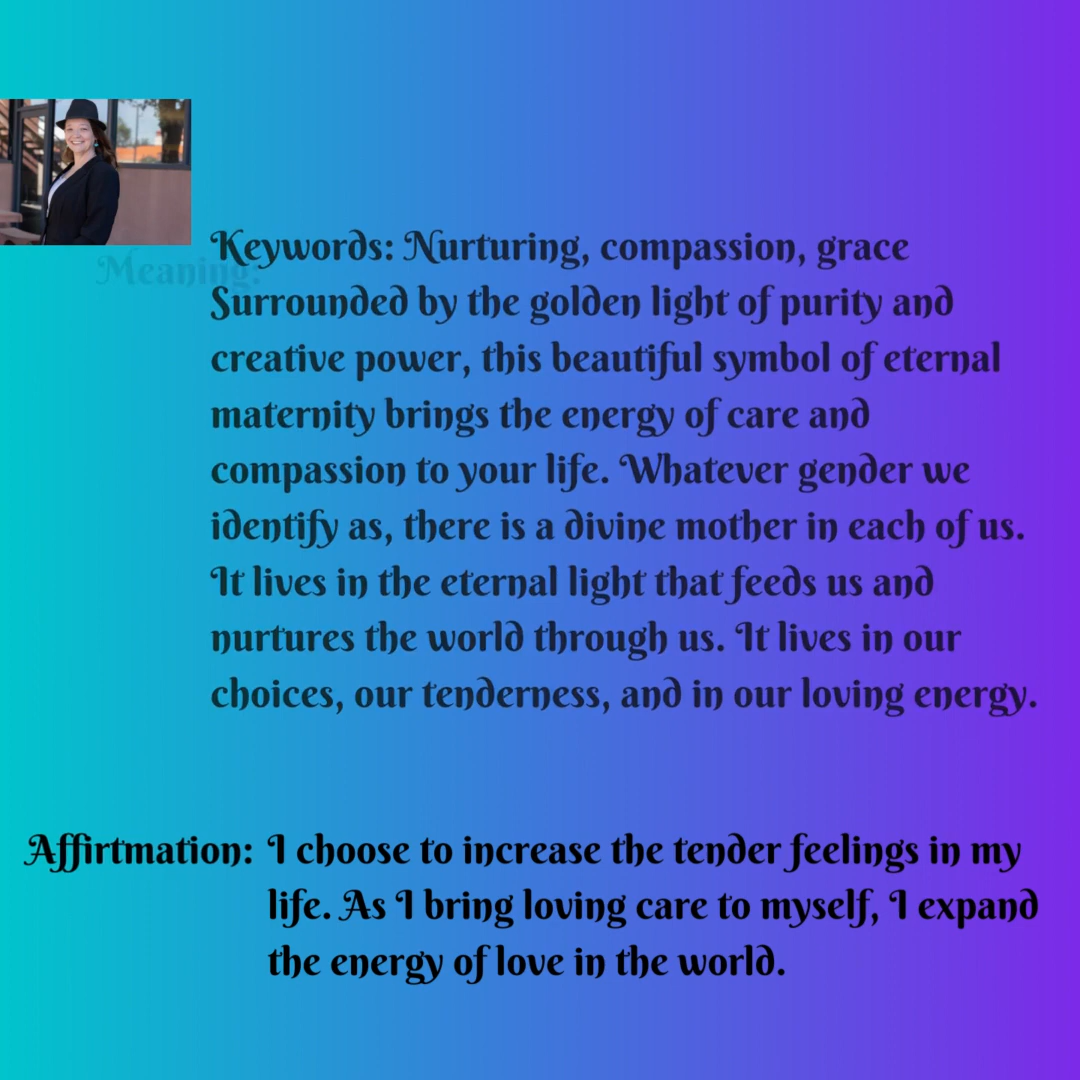 Meaning:
Keywords: Nurturing, compassion, grace
Surrounded by the golden light of purity and
creative power, this beautiful symbol of eternal
maternity brings the energy of care and
compassion to your life. Whatever gender we
identify as, there is a divine mother in each of us.
It lives in the eternal light that feeds us and
nurtures the world through us. It lives in our
choices, our tenderness, and in our loving energy.
Affirtmation: I choose to increase the tender feelings in my
life. As I bring loving care to myself, I expand
the energy of love in the world.